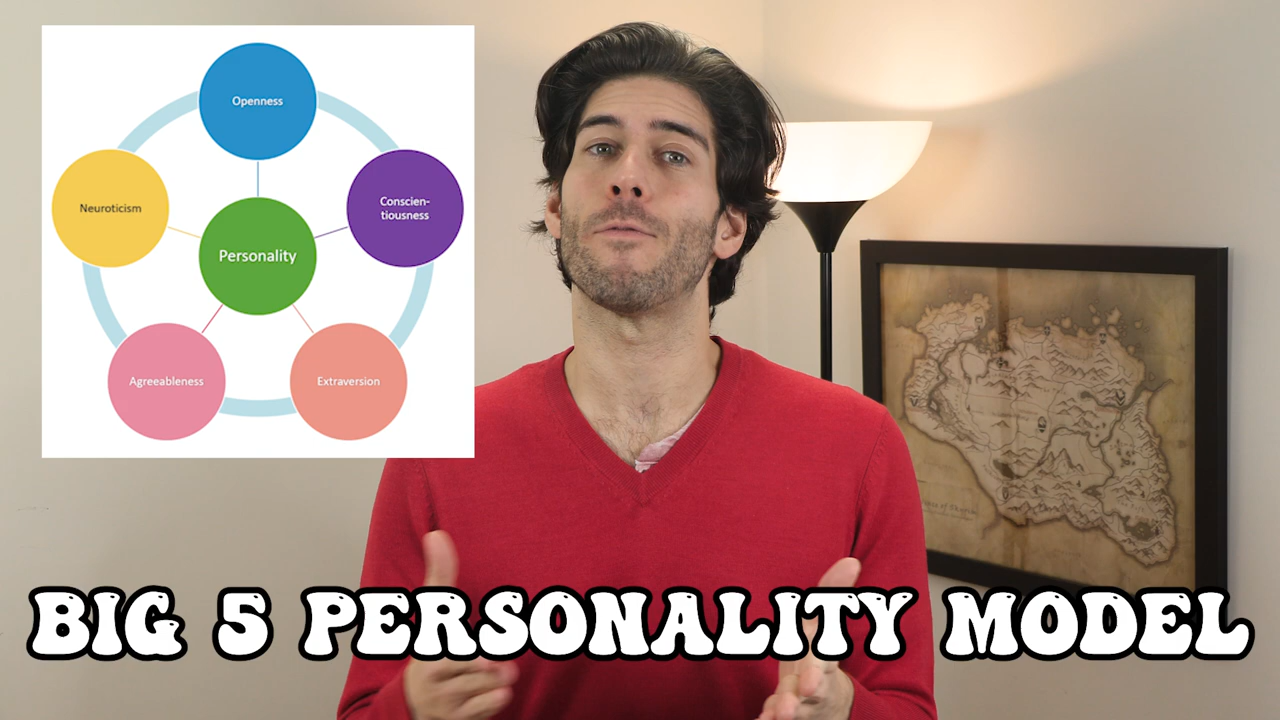 Openness
Neuroticism
Conscien-
tiousness
Personality
Agreeableness
Extraversion
BIG 5 PERSONALITY MODEL